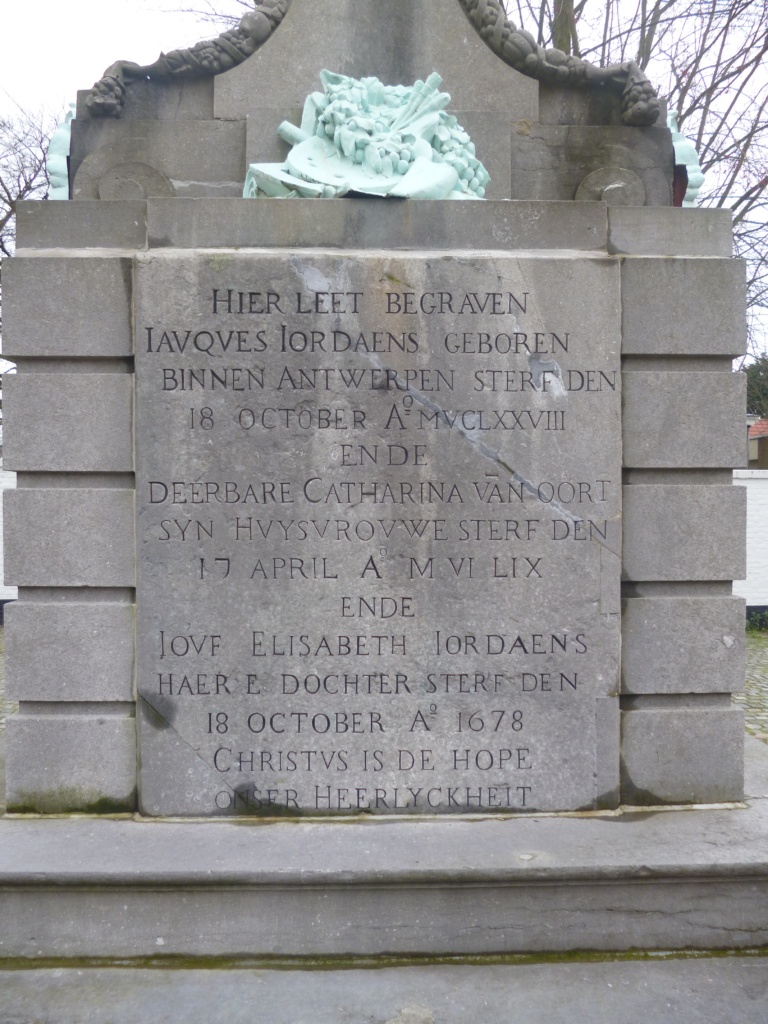 HIER LEET BEGRAVEN
IAVQVES IORDAENS GEBOREN
BINNEN ANTWERPEN STERF DEN
18 OCTOBER Aº MVCLXXVIII
ENDE
DEERBARE CATHARINA VAN OORT
SYN HVYSVROVWE STERF DEN
17 APRIL Aº M VI LIX
ENDE
IOVF ELISABETH IORDAENS
HAERE DOCHTER STERF DEN
18 OCTOBER Aº 1678
CHRISTVS IS DE HOPE
ONSER HEERLYCKHEIT